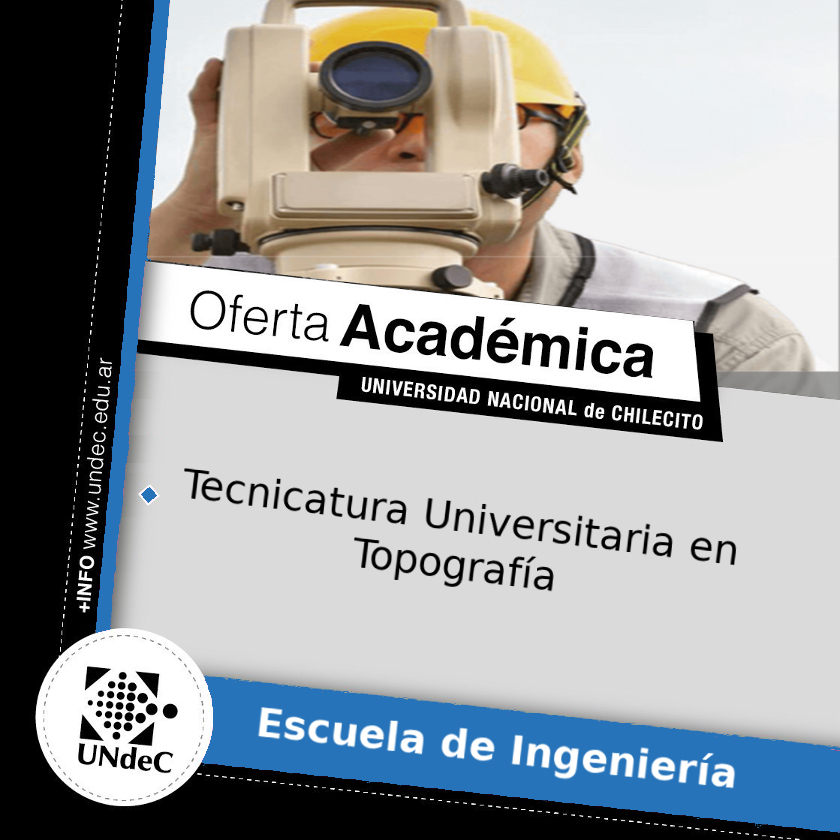 Oferta Académica
UNIVERSIDAD NACIONAL de CHILECITO
Tecnicatura Universitaria en
Topografía
+INFO www.undec.edu.ar
Escuela de Ingeniería
UNdeC